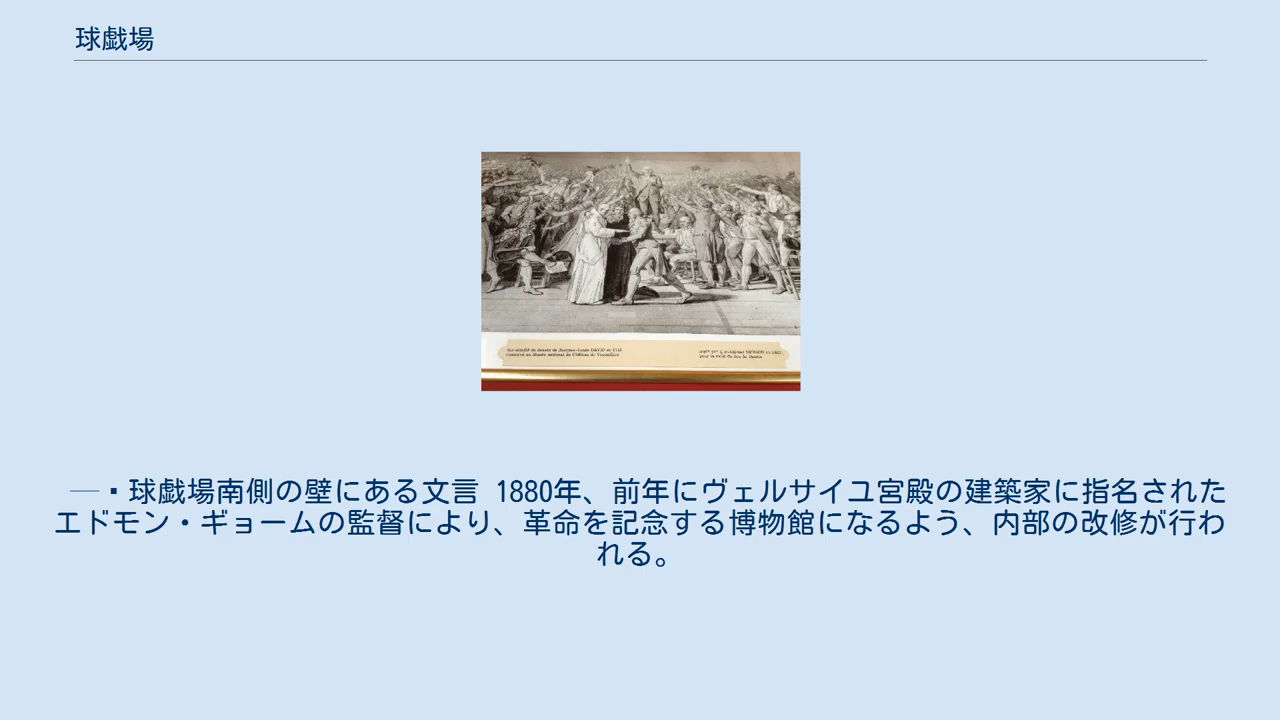 球戯場
―▪球戯場南側の壁にある文言 1880年、前年にヴェルサイユ宮殿の建築家に指名された
エドモン・ギョームの監督により、革命を記念する博物館になるよう、内部の改修が行わ
れる。